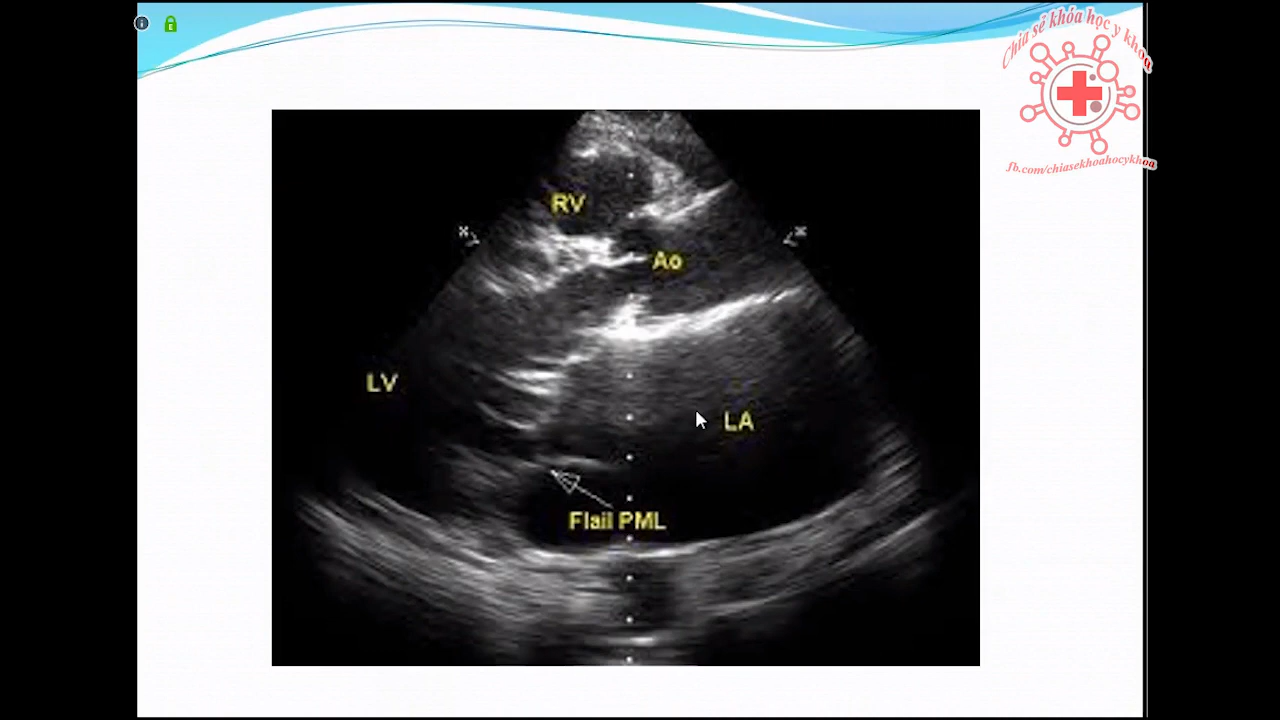 Chia sẻ khóa học y khoa
fb.com/chiasekhoahocykhoa
RV
x
x
Ao
LV
LA
Flail PML